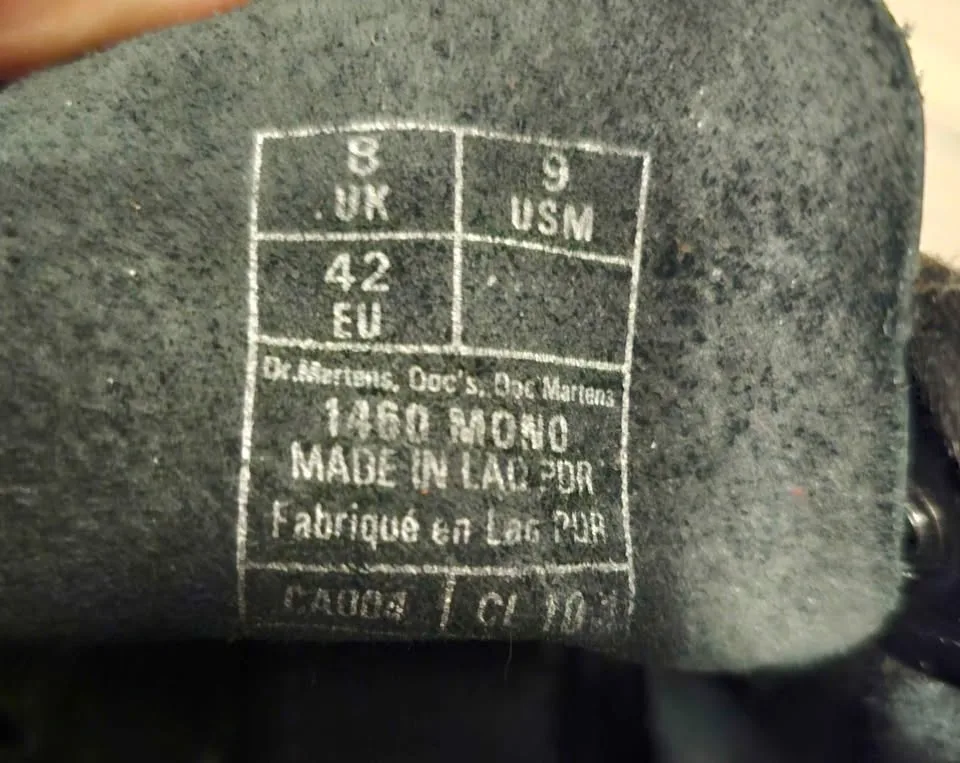 8
UK
9
USM
42
EU
Dr.Martens, Doc's, Doc Martens
1460 MONO
MADE IN LAO PDR
Fabriqué en Lao PDR
CA004
CL